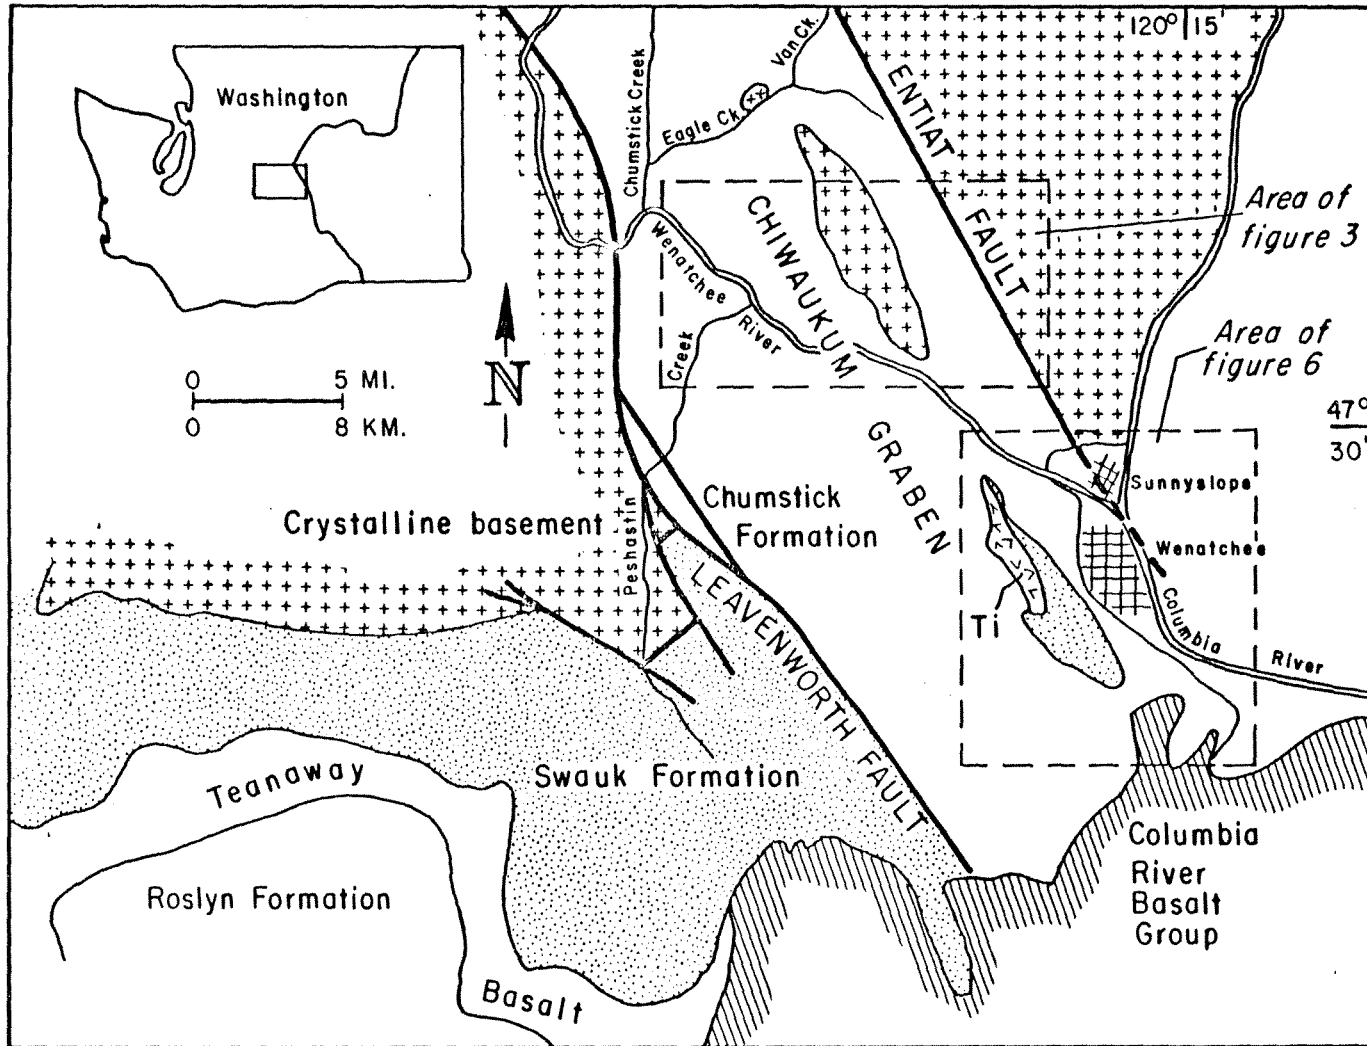 120° 15'
Washington
Chumstick Creek
Van Ck.
Eagle Ck.
ENTIAT
FAULT
Area of
figure 3
CHIWAUKUM
GRABEN
Wenatchee
River
Creek
Peshastin
Area of
figure 6
0 5 MI.
0 8 KM.
N
47°
30'
Sunnyslope
Wenatchee
Columbia
River
Chumstick
Formation
Crystalline basement
LEAVENWORTH FAULT
Ti
Swauk Formation
Teanaway
Basalt
Roslyn Formation
Columbia
River
Basalt
Group